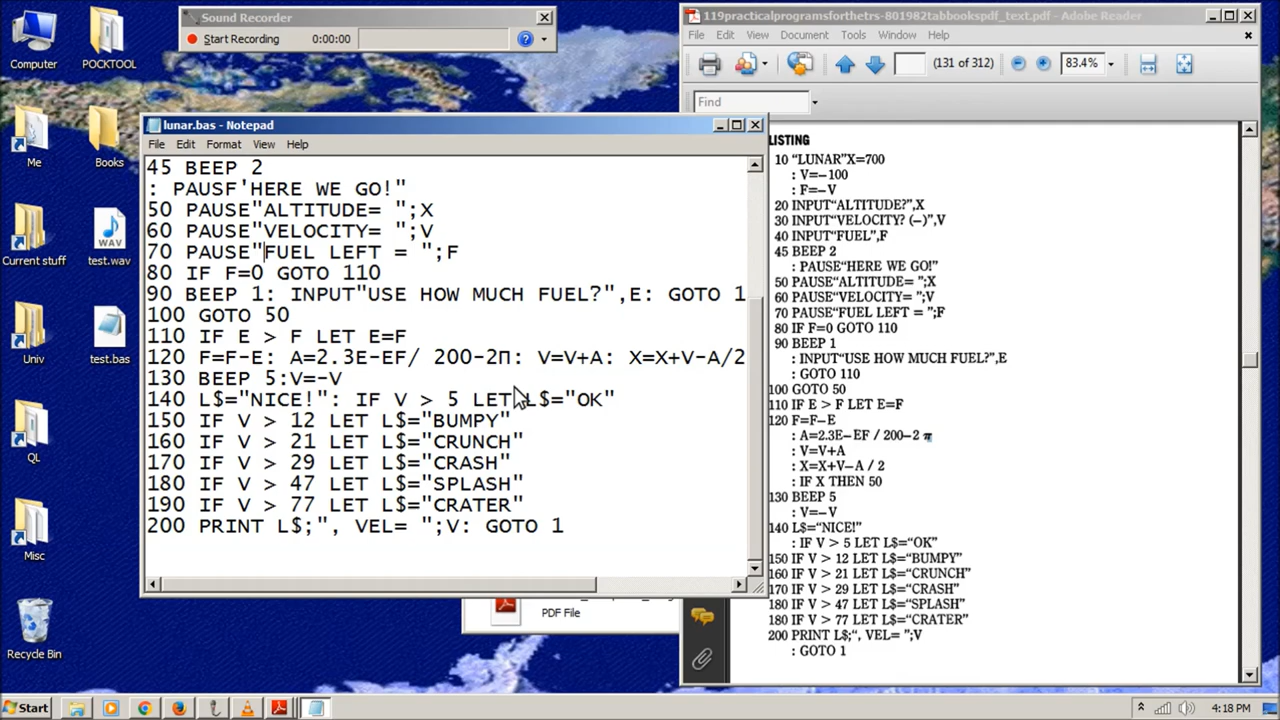 Computer
POCKTOOL
Me
Books
WAV
Current stuff
test.wav
Univ
test.bas
QL
Misc
Recycle Bin
Sound Recorder
Start Recording
0:00:00
lunar.bas - Notepad
File Edit Format View Help
45 BEEP 2
: PAUSF'HERE WE GO!"
50 PAUSE"ALTITUDE= ";X
60 PAUSE"VELOCITY= ";V
70 PAUSE"FUEL LEFT = ";F
80 IF F=0 GOTO 110
90 BEEP 1: INPUT"USE HOW MUCH FUEL?",E: GOTO 1
100 GOTO 50
110 IF E > F LET E=F
120 F=F-E: A=2.3E-EF/ 200-2П: V=V+A: X=X+V-A/2
130 BEEP 5:V=-V
140 L$="NICE!": IF V > 5 LET L$="OK"
150 IF V > 12 LET L$="BUMPY"
160 IF V > 21 LET L$="CRUNCH"
170 IF V > 29 LET L$="CRASH"
180 IF V > 47 LET L$="SPLASH"
190 IF V > 77 LET L$="CRATER"
200 PRINT L$;", VEL= ";V: GOTO 1
PDF File
119practicalprogramsforthetrs-801982tabbookspdf_text.pdf - Adobe Reader
File Edit View Document Tools Window Help
(131 of 312)
83.4%
Find
LISTING
10 “LUNAR”X=700
: V=−100
: F=−V
20 INPUT“ALTITUDE?”,X
30 INPUT“VELOCITY? (−)”,V
40 INPUT“FUEL”,F
45 BEEP 2
: PAUSE“HERE WE GO!”
50 PAUSE“ALTITUDE= ”;X
60 PAUSE“VELOCITY= ”;V
70 PAUSE“FUEL LEFT = ”;F
80 IF F=0 GOTO 110
90 BEEP 1
: INPUT“USE HOW MUCH FUEL?”,E
: GOTO 110
100 GOTO 50
110 IF E > F LET E=F
120 F=F−E
: A=2.3E−EF / 200−2 π
: V=V+A
: X=X+V−A / 2
: IF X THEN 50
130 BEEP 5
: V=−V
140 L$=“NICE!”
: IF V > 5 LET L$=“OK”
150 IF V > 12 LET L$=“BUMPY”
160 IF V > 21 LET L$=“CRUNCH”
170 IF V > 29 LET L$=“CRASH”
180 IF V > 47 LET L$=“SPLASH”
180 IF V > 77 LET L$=“CRATER”
200 PRINT L$;“, VEL= ”;V
: GOTO 1
Start
4:18 PM